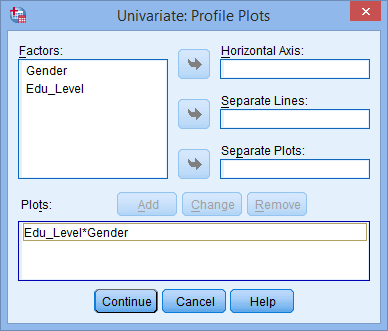 Univariate: Profile Plots
Factors:
Gender
Edu_Level
Horizontal Axis:
Separate Lines:
Separate Plots:
Plots:
Add
Change
Remove
Edu_Level*Gender
Continue
Cancel
Help